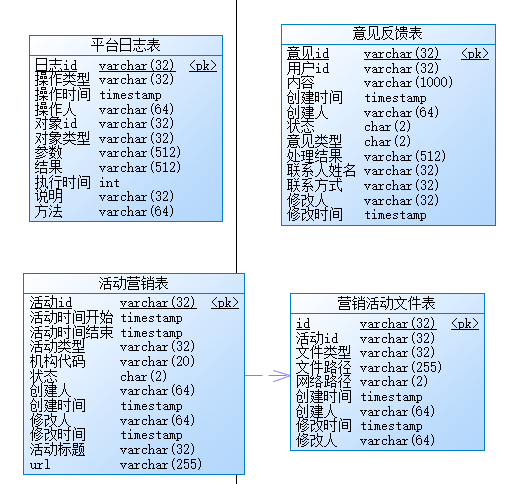 平台日志表
日志id varchar(32) <pk>
操作类型 varchar(32)
操作时间 timestamp
操作人 varchar(64)
对象id varchar(32)
对象类型 varchar(32)
参数 varchar(512)
结果 varchar(512)
执行时间 int
说明 varchar(32)
方法 varchar(64)
意见反馈表
意见id varchar(32) <pk>
用户id varchar(32)
内容 varchar(1000)
创建时间 timestamp
创建人 varchar(64)
状态 char(2)
意见类型 char(2)
处理结果 varchar(512)
联系人姓名 varchar(32)
联系方式 varchar(32)
修改人 varchar(32)
修改时间 timestamp
活动营销表
活动id varchar(32) <pk>
活动时间开始 timestamp
活动时间结束 timestamp
活动类型 varchar(32)
机构代码 varchar(20)
状态 char(2)
创建人 varchar(64)
创建时间 timestamp
修改人 varchar(64)
修改时间 timestamp
活动标题 varchar(32)
url varchar(255)
营销活动文件表
id varchar(32) <pk>
活动id varchar(32)
文件类型 varchar(32)
文件路径 varchar(255)
网络路径 varchar(2)
创建时间 timestamp
创建人 varchar(64)
修改时间 timestamp
修改人 varchar(64)